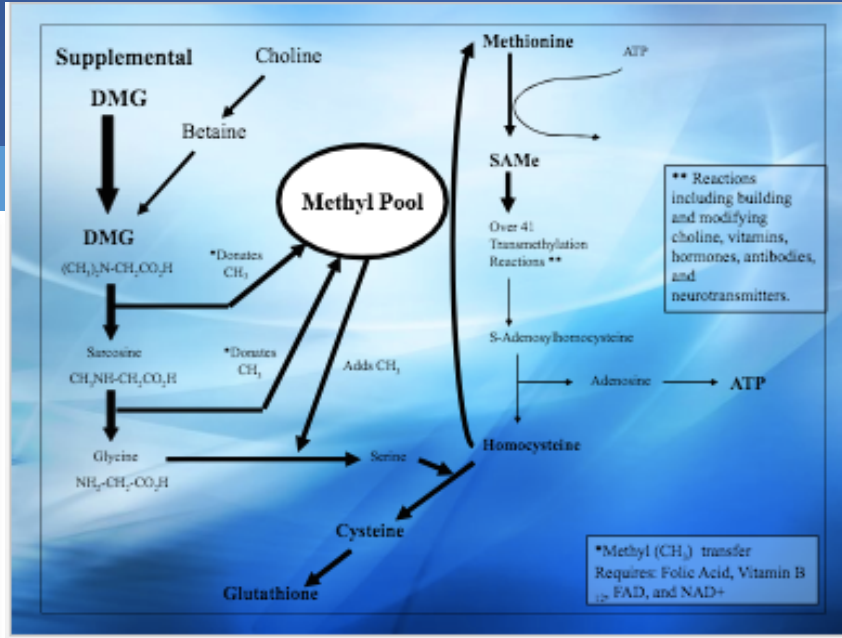 Supplemental
DMG
Choline
Betaine
DMG
(CH₃)₂N-CH₂CO₂H
*Donates
CH₃
Sarcosine
CH₃NH-CH₂CO₂H
*Donates
CH₃
Glycine
NH₂-CH₂-CO₂H
Methyl Pool
Adds CH₃
Serine
Cysteine
Glutathione
Methionine
ATP
SAMe
Over 41
Transmethylation
Reactions **
S-Adenosylhomocysteine
Adenosine
ATP
Homocysteine
** Reactions
including building
and modifying
choline, vitamins,
hormones, antibodies,
and
neurotransmitters.
*Methyl (CH₃) transfer
Requires: Folic Acid, Vitamin B
₁₂, FAD, and NAD+